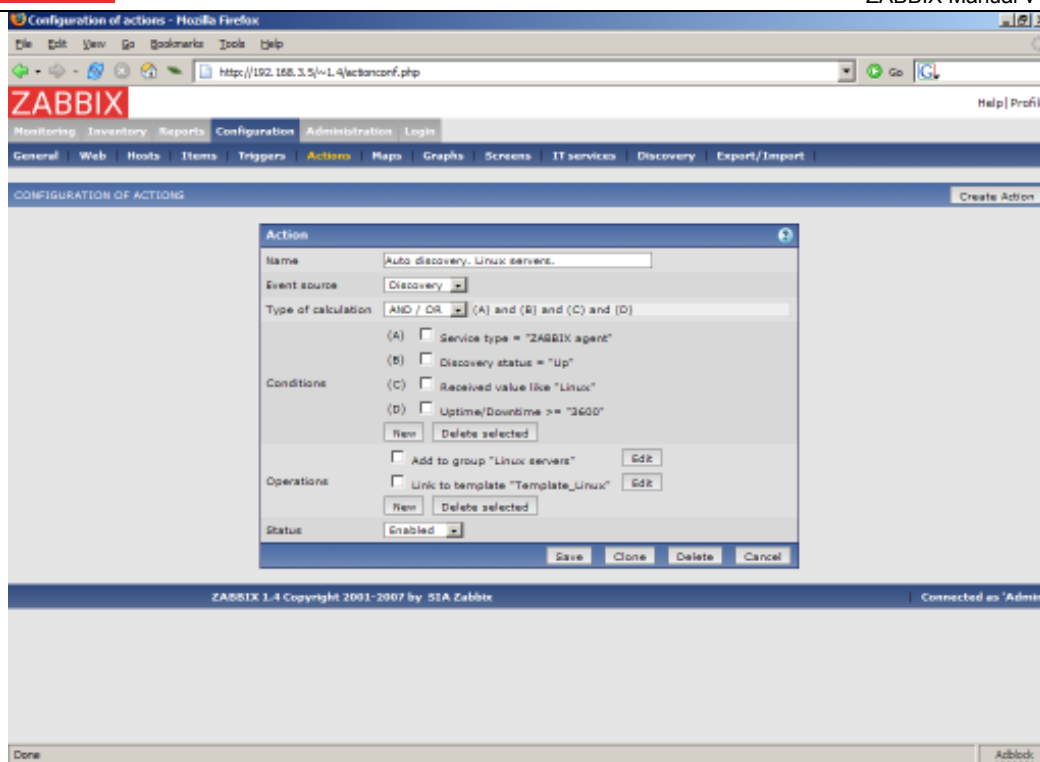 ZABBIX Manual v
Configuration of actions - Mozilla Firefox
File Edit View Go Bookmarks Tools Help
http://192.168.3.5/~1.4/actionconf.php Go
ZABBIX Help | Profil
Monitoring Inventory Reports Configuration Administration Login
General | Web | Hosts | Items | Triggers | Actions | Maps | Graphs | Screens | IT services | Discovery | Export/Import |
CONFIGURATION OF ACTIONS Create Action
Action
Name Auto discovery. Linux servers.
Event source Discovery
Type of calculation AND / OR (A) and (B) and (C) and (D)
Conditions
(A) Service type = "ZABBIX agent"
(B) Discovery status = "Up"
(C) Received value like "Linux"
(D) Uptime/Downtime >= "3600"
New Delete selected
Operations
Add to group "Linux servers" Edit
Link to template "Template_Linux" Edit
New Delete selected
Status Enabled
Save Clone Delete Cancel
ZABBIX 1.4 Copyright 2001-2007 by SIA Zabbix Connected as 'Admin
Done Adblock